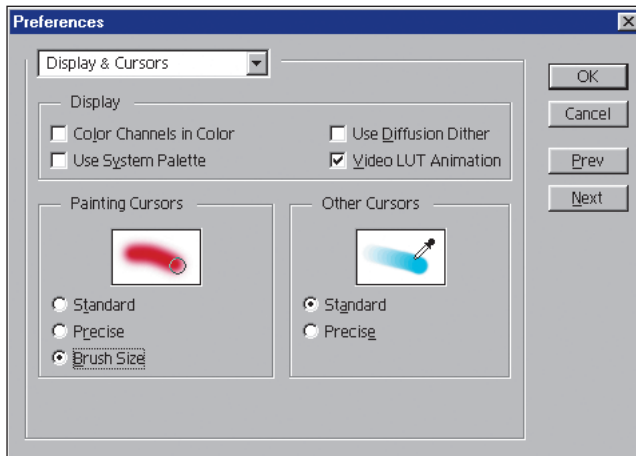 Preferences
Display & Cursors
OK
Cancel
Prev
Next
Display
Color Channels in Color
Use Diffusion Dither
Use System Palette
Video LUT Animation
Painting Cursors
Standard
Precise
Brush Size
Other Cursors
Standard
Precise